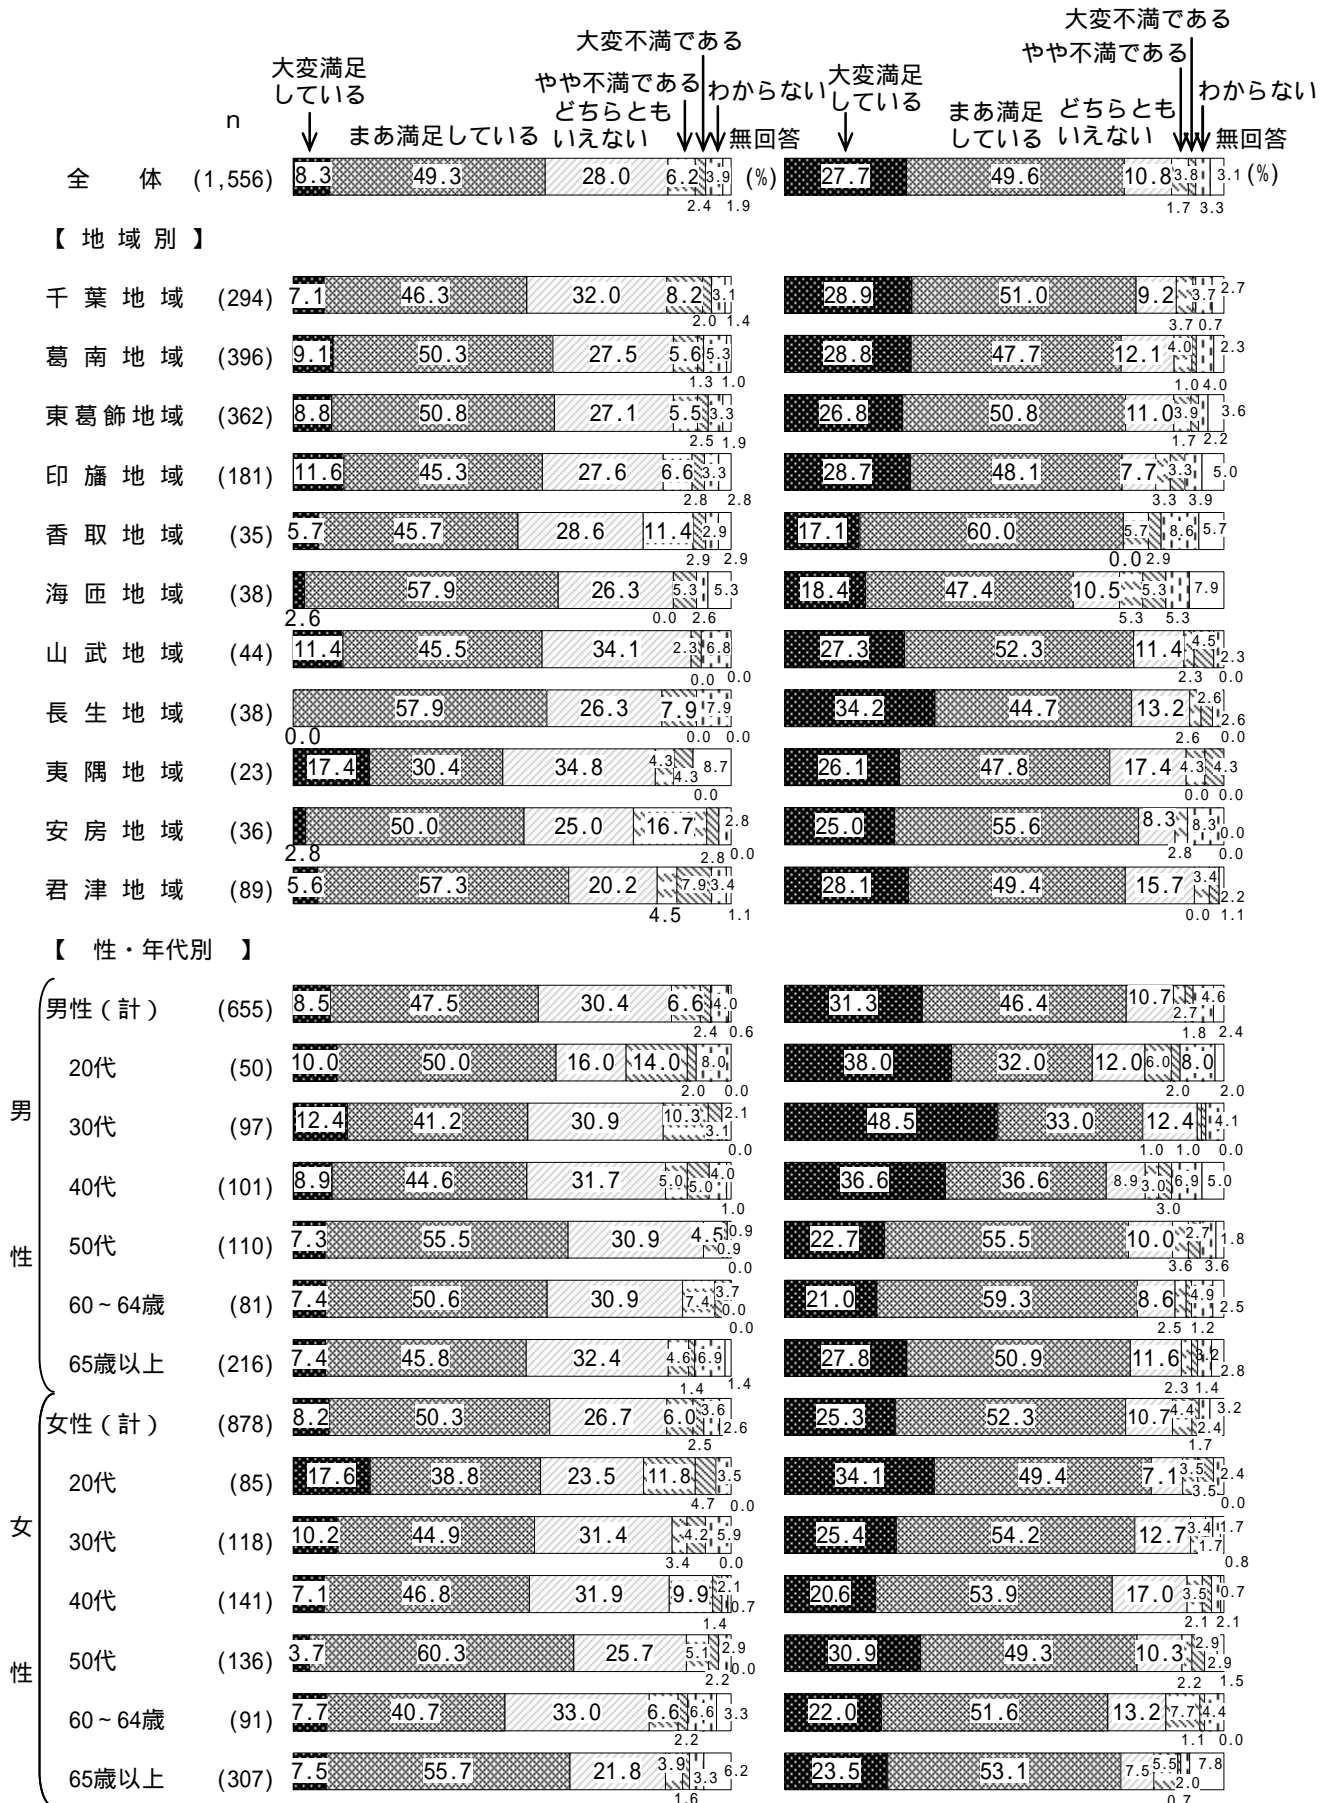 大変不満である
大変不満である やや不満である
大変満足している やや不満である わからない 大変満足している わからない
n まあ満足している どちらともいえない 無回答 まあ満足している どちらともいえない 無回答
全 体 (1,556) 8.3 49.3 28.0 6.2 3.9 (%) 27.7 49.6 10.8 3.8 3.1 (%)
2.4 1.9 1.7 3.3
【 地 域 別 】
千 葉 地 域 (294) 7.1 46.3 32.0 8.2 3.1 28.9 51.0 9.2 3.7 2.7
2.0 1.4 3.7 0.7
葛 南 地 域 (396) 9.1 50.3 27.5 5.6 5.3 28.8 47.7 12.1 4.0 2.3
1.3 1.0 1.0 4.0
東葛飾地域 (362) 8.8 50.8 27.1 5.5 3.3 26.8 50.8 11.0 3.9 3.6
2.5 1.9 1.7 2.2
印 旛 地 域 (181) 11.6 45.3 27.6 6.6 3.3 28.7 48.1 7.7 3.3 5.0
2.8 2.8 3.3 3.9
香 取 地 域 (35) 5.7 45.7 28.6 11.4 2.9 17.1 60.0 5.7 8.6 5.7
2.9 2.9 0.0 2.9
海 匝 地 域 (38) 57.9 26.3 5.3 5.3 18.4 47.4 10.5 5.3 7.9
2.6 0.0 2.6 5.3 5.3
山 武 地 域 (44) 11.4 45.5 34.1 2.3 6.8 27.3 52.3 11.4 4.5 2.3
0.0 0.0 2.3 0.0
長 生 地 域 (38) 57.9 26.3 7.9 7.9 34.2 44.7 13.2 2.6 2.6
0.0 0.0 0.0 2.6 0.0
夷 隅 地 域 (23) 17.4 30.4 34.8 4.3 4.3 8.7 26.1 47.8 17.4 4.3 4.3
0.0 0.0 0.0
安 房 地 域 (36) 50.0 25.0 16.7 2.8 25.0 55.6 8.3 8.3 0.0
2.8 2.8 0.0 2.8 0.0
君 津 地 域 (89) 5.6 57.3 20.2 7.9 3.4 28.1 49.4 15.7 3.4 2.2
4.5 1.1 0.0 1.1
【 性・年代別 】
男性(計) (655) 8.5 47.5 30.4 6.6 4.0 31.3 46.4 10.7 2.7 4.6
2.4 0.6 1.8 2.4
20代 (50) 10.0 50.0 16.0 14.0 8.0 38.0 32.0 12.0 6.0 8.0
2.0 0.0 2.0 2.0
男
30代 (97) 12.4 41.2 30.9 10.3 3.1 2.1 48.5 33.0 12.4 4.1
0.0 1.0 1.0 0.0
40代 (101) 8.9 44.6 31.7 5.0 5.0 4.0 36.6 36.6 8.9 3.0 6.9 5.0
1.0 3.0
性
50代 (110) 7.3 55.5 30.9 4.5 0.9 0.9 22.7 55.5 10.0 2.7 1.8
0.0 3.6 3.6
60~64歳 (81) 7.4 50.6 30.9 7.4 3.7 0.0 21.0 59.3 8.6 4.9 2.5
0.0 2.5 1.2
65歳以上 (216) 7.4 45.8 32.4 4.6 6.9 27.8 50.9 11.6 3.2 2.8
1.4 1.4 2.3 1.4
女性(計) (878) 8.2 50.3 26.7 6.0 3.6 2.6 25.3 52.3 10.7 4.4 2.4 3.2
2.5 1.7
20代 (85) 17.6 38.8 23.5 11.8 3.5 34.1 49.4 7.1 3.5 3.5 2.4
4.7 0.0 0.0
女
30代 (118) 10.2 44.9 31.4 4.2 5.9 25.4 54.2 12.7 3.4 1.7 1.7
3.4 0.0 0.8
40代 (141) 7.1 46.8 31.9 9.9 2.1 0.7 20.6 53.9 17.0 3.5 0.7
1.4 2.1 2.1
性
50代 (136) 3.7 60.3 25.7 5.1 2.9 0.0 30.9 49.3 10.3 2.9 2.9
2.2 2.2 1.5
60~64歳 (91) 7.7 40.7 33.0 6.6 6.6 3.3 22.0 51.6 13.2 7.7 4.4
2.2 1.1 0.0
65歳以上 (307) 7.5 55.7 21.8 3.9 3.3 6.2 23.5 53.1 7.5 5.5 2.0 7.8
1.6 0.7